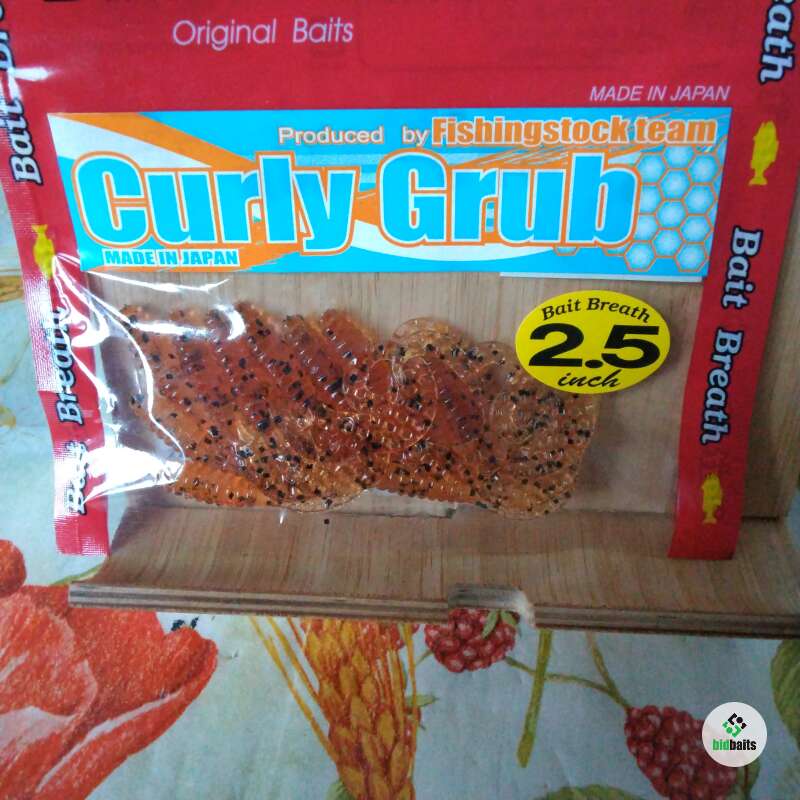 Original Baits
MADE IN JAPAN
Produced by Fishingstock team
Curly Grub
MADE IN JAPAN
Bait Breath
2.5
inch
Bait Breath
Bait Breath
Bait Breath
bidbaits